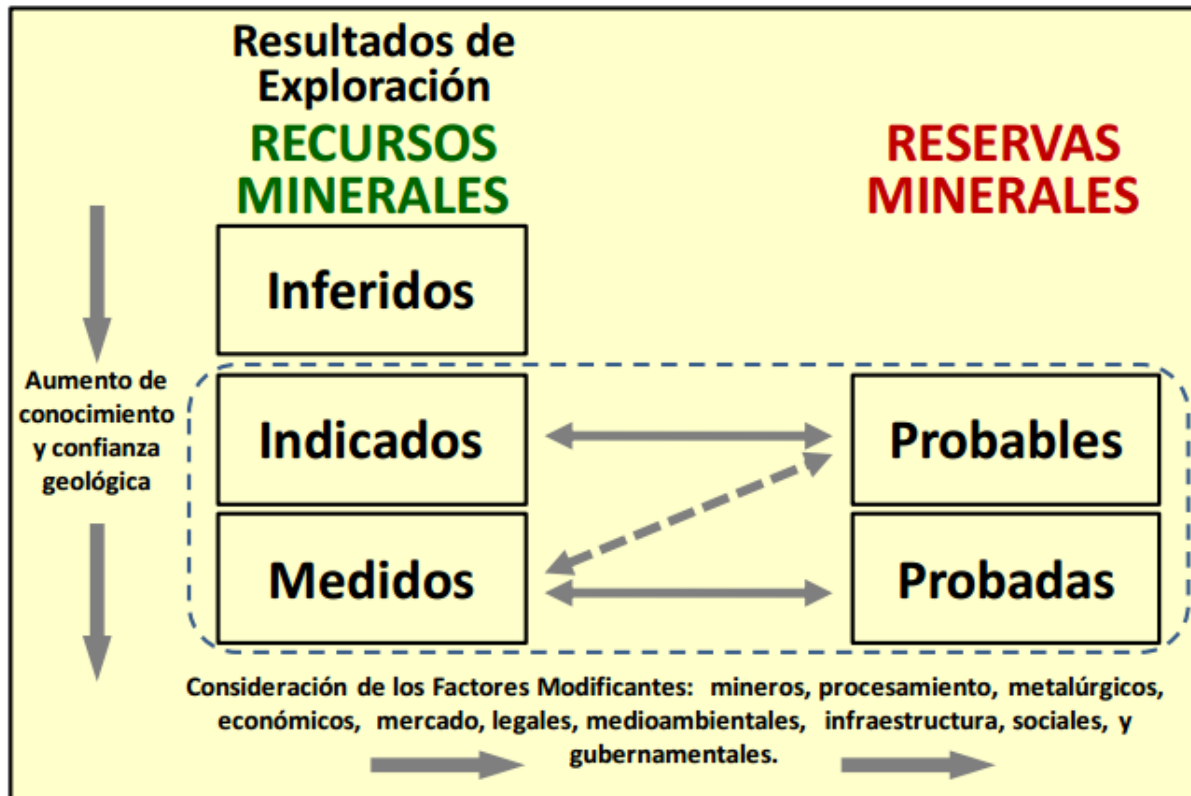 Resultados de
Exploración
RECURSOS
MINERALES
RESERVAS
MINERALES
Inferidos
Aumento de
conocimiento
y confianza
geológica
Indicados
Probables
Medidos
Probadas
Consideración de los Factores Modificantes: mineros, procesamiento, metalúrgicos,
económicos, mercado, legales, medioambientales, infraestructura, sociales, y
gubernamentales.